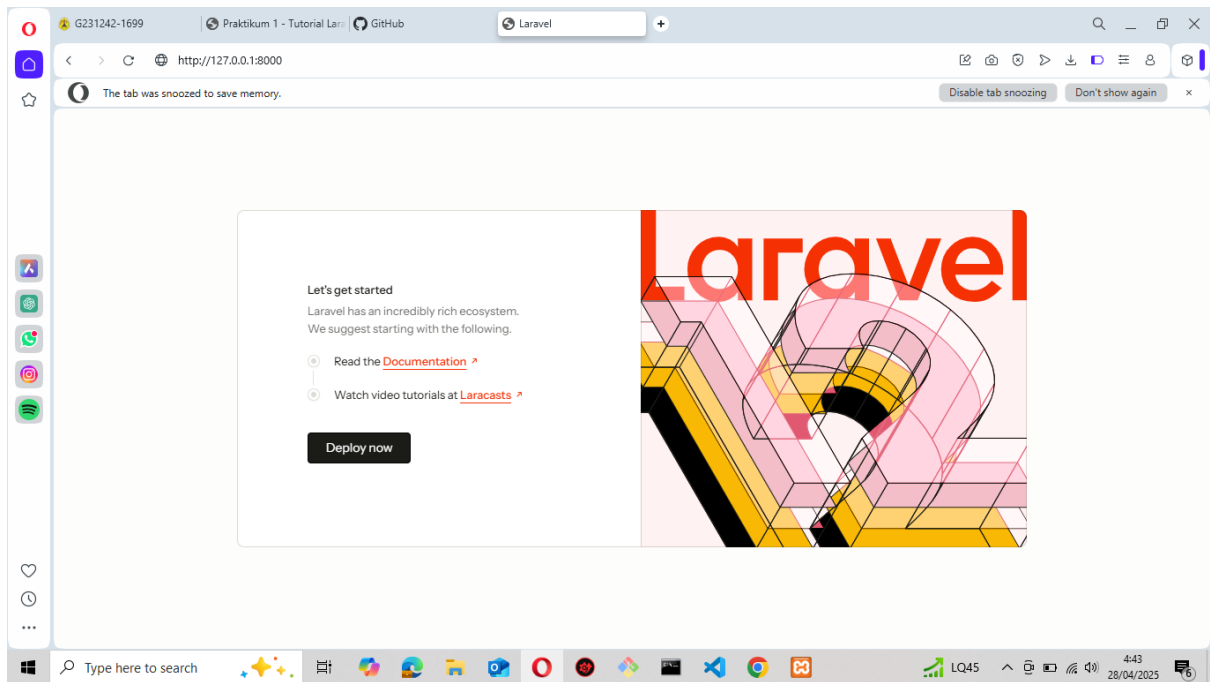 G231242-1699
Praktikum 1 - Tutorial Lara
GitHub
Laravel
http://127.0.0.1:8000
The tab was snoozed to save memory.
Disable tab snoozing
Don't show again
Laravel
Let's get started
Laravel has an incredibly rich ecosystem.
We suggest starting with the following.
Read the Documentation
Watch video tutorials at Laracasts
Deploy now
Type here to search
LQ45
4:43
28/04/2025
6